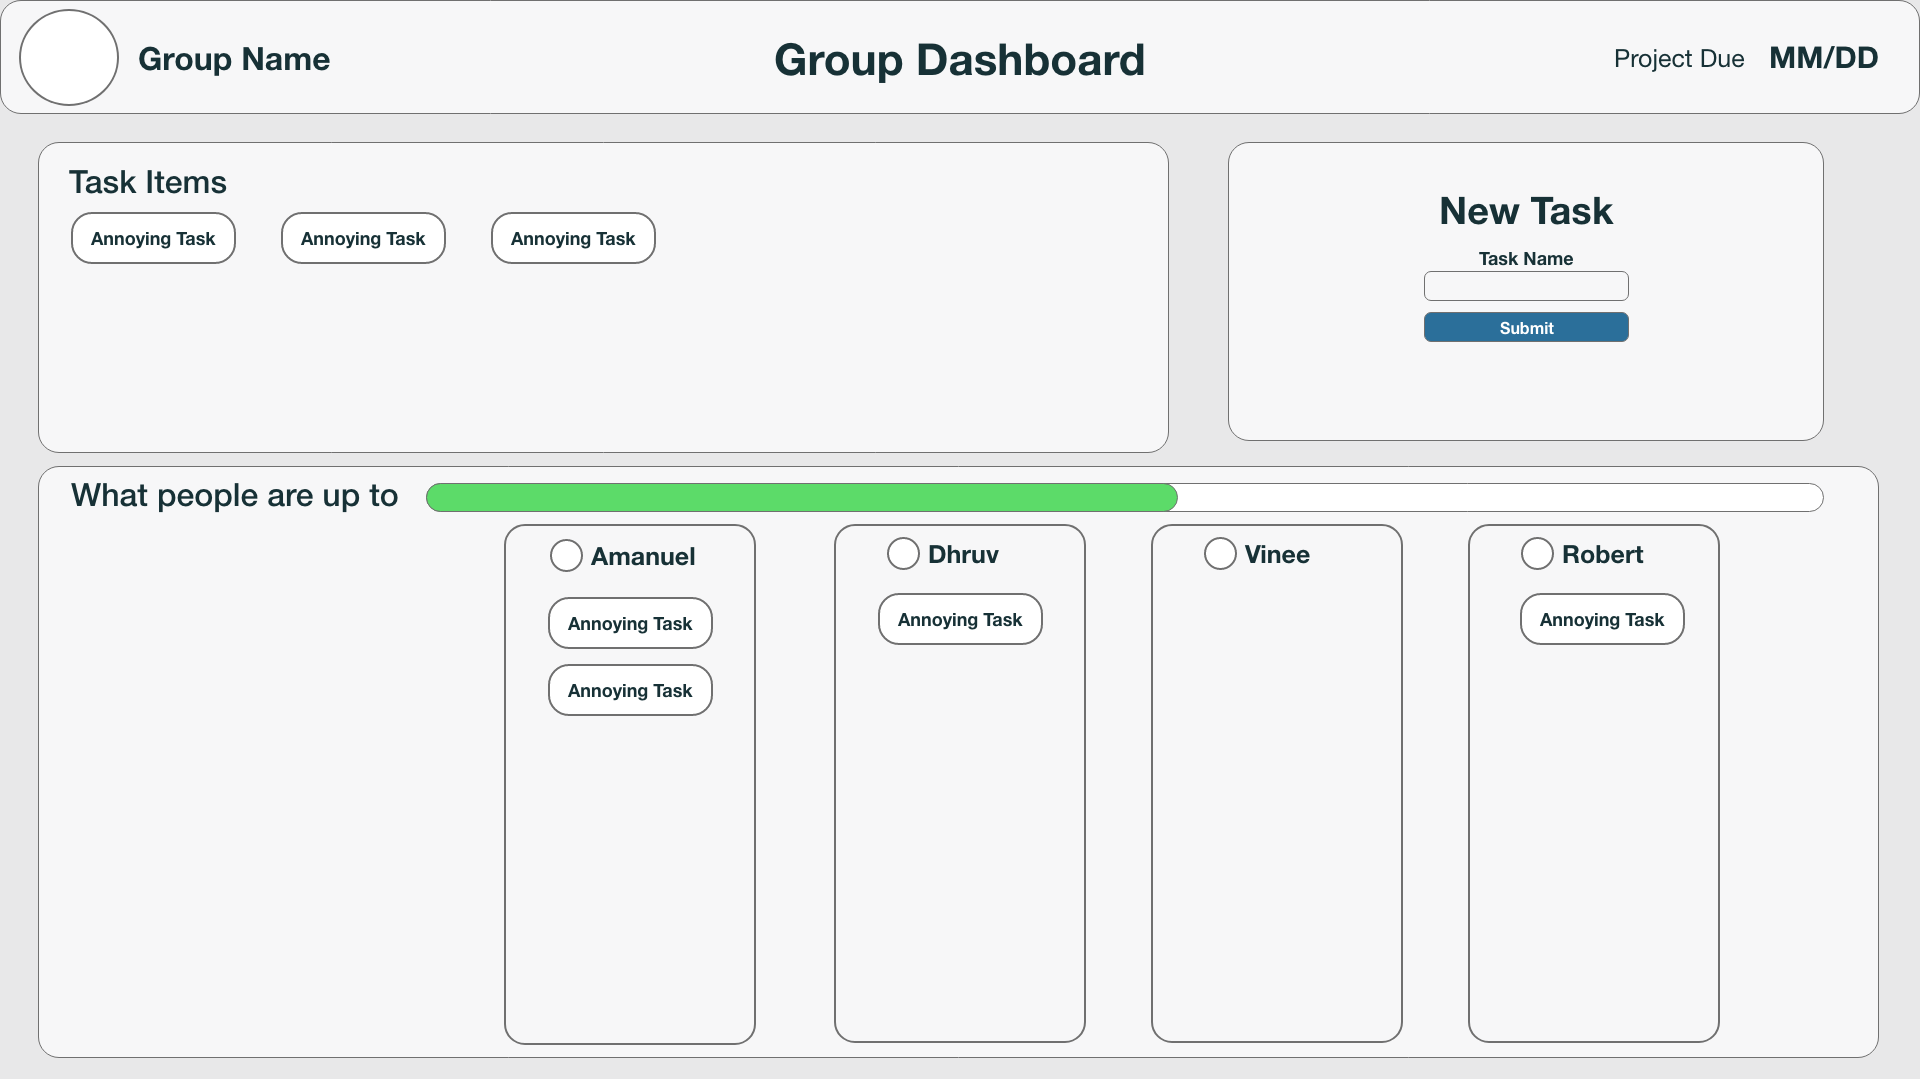 Group Name
Group Dashboard
Project Due MM/DD
Task Items
Annoying Task
Annoying Task
Annoying Task
New Task
Task Name
Submit
What people are up to
Amanuel
Annoying Task
Annoying Task
Dhruv
Annoying Task
Vinee
Robert
Annoying Task